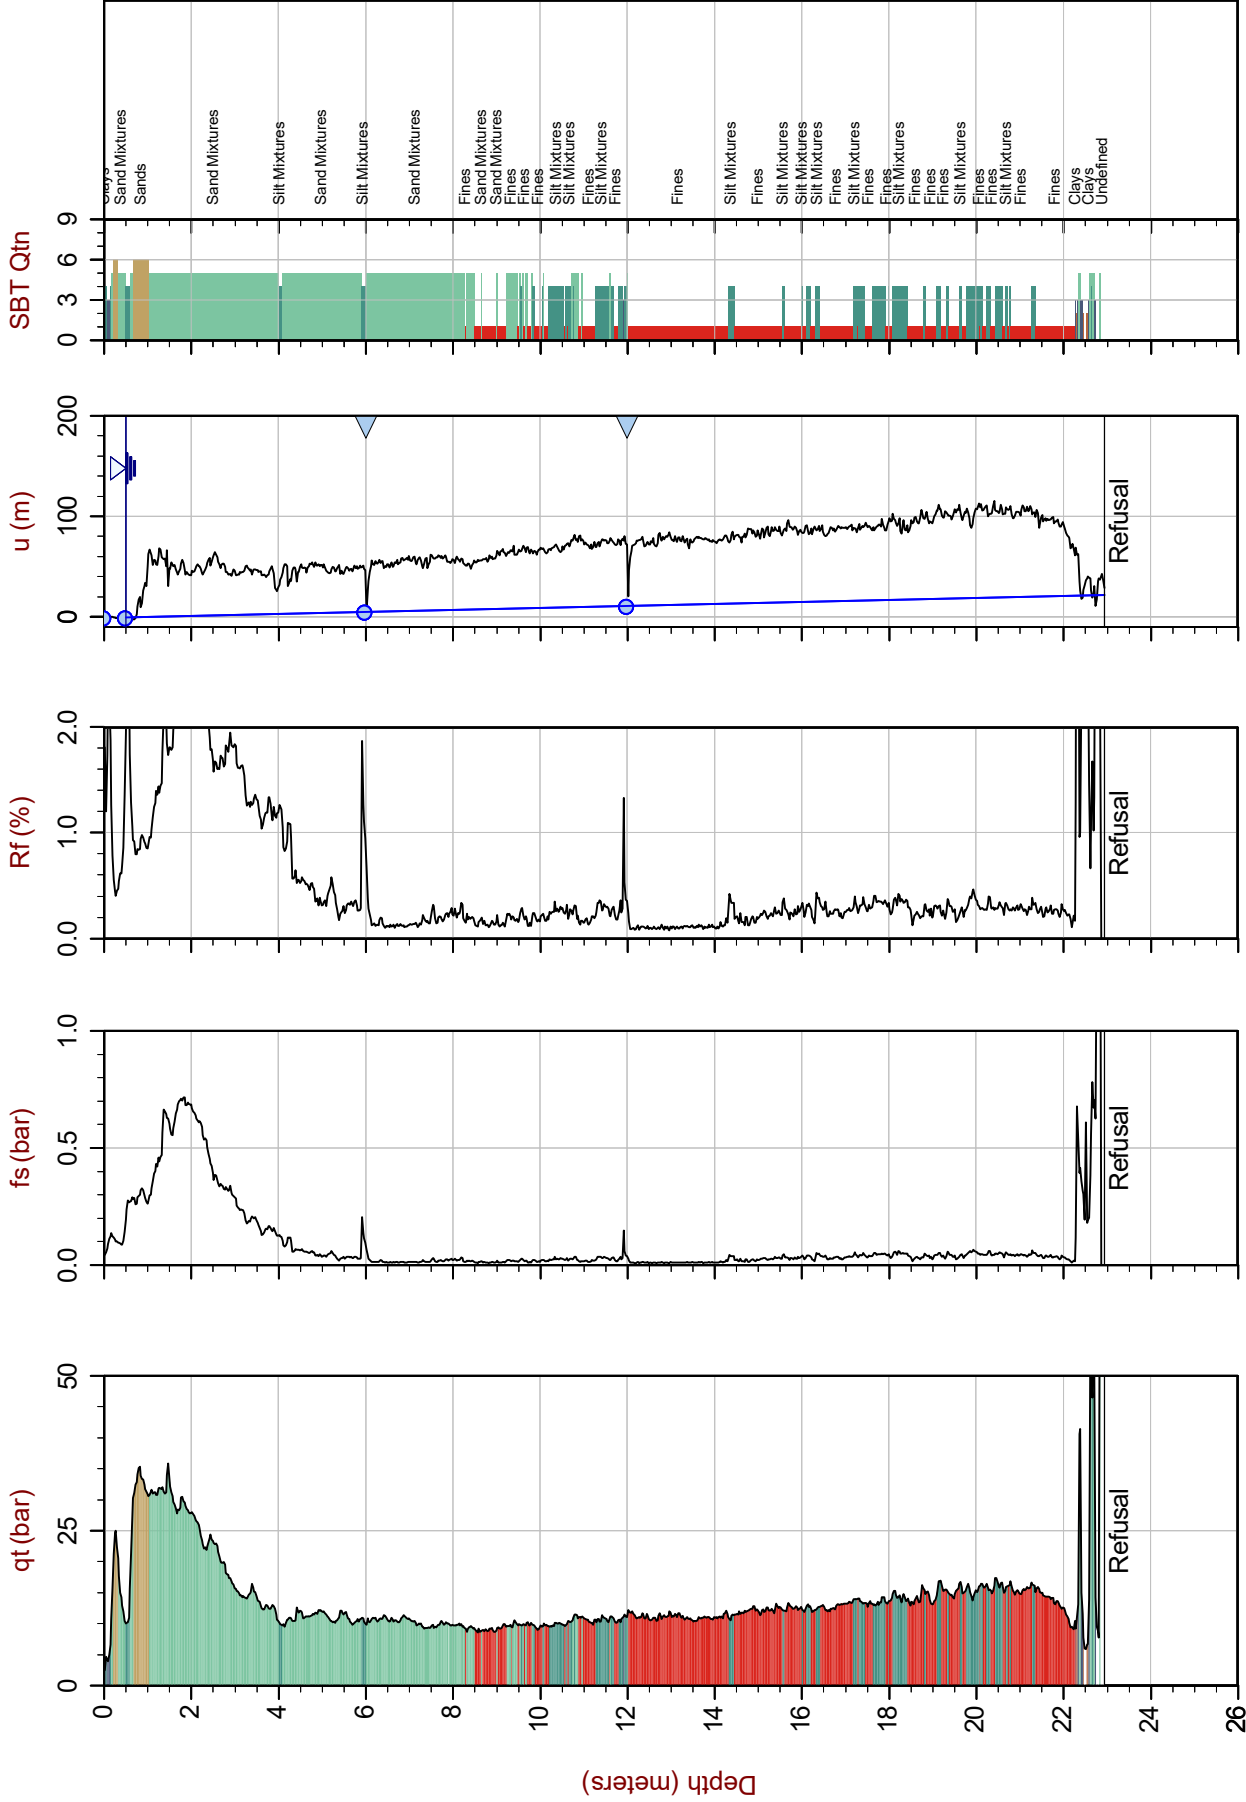 qt (bar)
fs (bar)
Rf (%)
u (m)
SBT Qtn
0 25 50
0.0 0.5 1.0
0.0 1.0 2.0
0 100 200
0 3 6 9
Depth (meters)
0
2
4
6
8
10
12
14
16
18
20
22
24
26
Sand Mixtures
Sands
Sand Mixtures
Silt Mixtures
Sand Mixtures
Silt Mixtures
Sand Mixtures
Fines
Sand Mixtures
Sand Mixtures
Fines
Fines
Fines
Silt Mixtures
Silt Mixtures
Fines
Silt Mixtures
Fines
Fines
Silt Mixtures
Fines
Silt Mixtures
Silt Mixtures
Silt Mixtures
Fines
Silt Mixtures
Fines
Fines
Silt Mixtures
Fines
Fines
Fines
Silt Mixtures
Fines
Fines
Silt Mixtures
Fines
Fines
Clays
Clays
Undefined
Refusal
Refusal
Refusal
Refusal